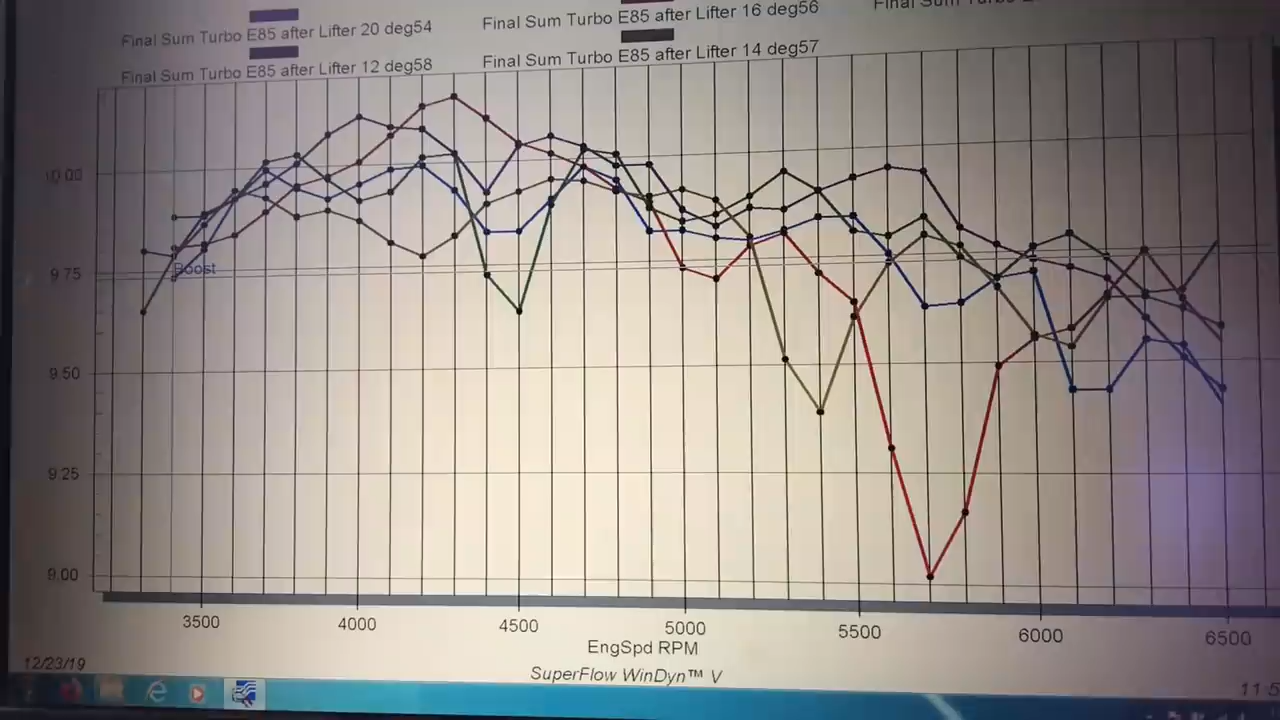 Final Sum Turbo E85 after Lifter 20 deg54
Final Sum Turbo E85 after Lifter 16 deg56
Final Sum Turbo
Final Sum Turbo E85 after Lifter 12 deg58
Final Sum Turbo E85 after Lifter 14 deg57
10.00
Boost
9.75
9.50
9.25
9.00
3500
4000
4500
5000
5500
6000
6500
EngSpd RPM
12/23/19
SuperFlow WinDyn™ V